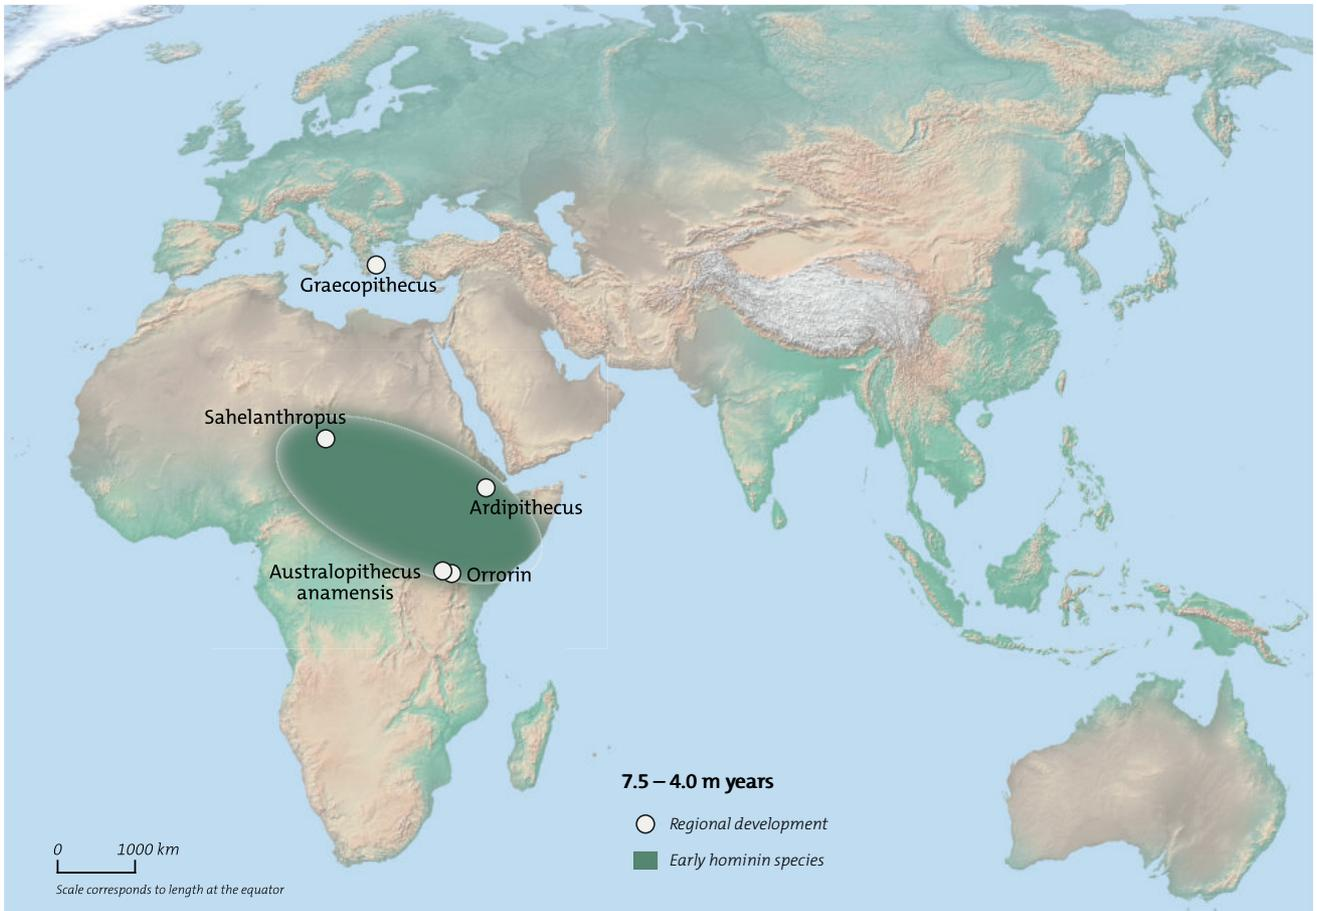 Graecopithecus
Sahelanthropus
Ardipithecus
Australopithecus
anamensis
Orrorin
7.5 – 4.0 m years
Regional development
Early hominin species
0 1000 km
Scale corresponds to length at the equator